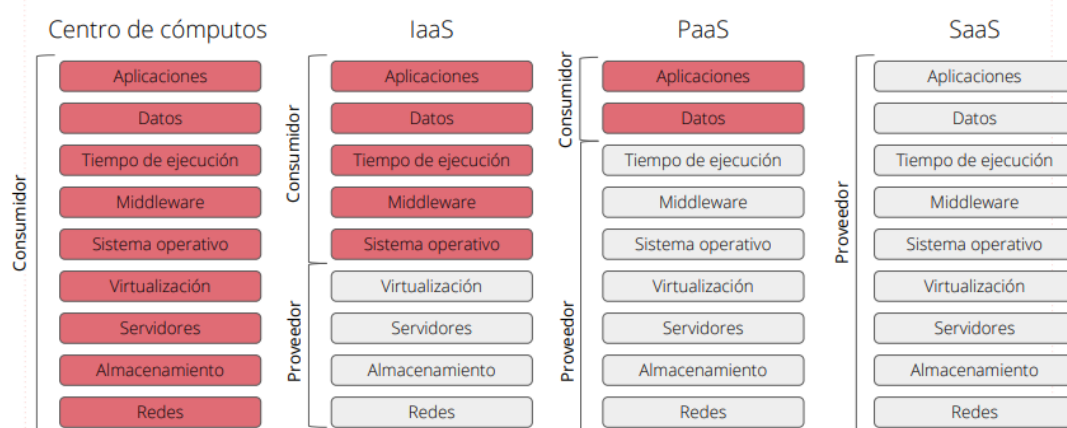 Centro de cómputos
Consumidor
Aplicaciones
Datos
Tiempo de ejecución
Middleware
Sistema operativo
Virtualización
Servidores
Almacenamiento
Redes
IaaS
Consumidor
Aplicaciones
Datos
Tiempo de ejecución
Middleware
Sistema operativo
Proveedor
Virtualización
Servidores
Almacenamiento
Redes
PaaS
Consumidor
Aplicaciones
Datos
Proveedor
Tiempo de ejecución
Middleware
Sistema operativo
Virtualización
Servidores
Almacenamiento
Redes
SaaS
Proveedor
Aplicaciones
Datos
Tiempo de ejecución
Middleware
Sistema operativo
Virtualización
Servidores
Almacenamiento
Redes